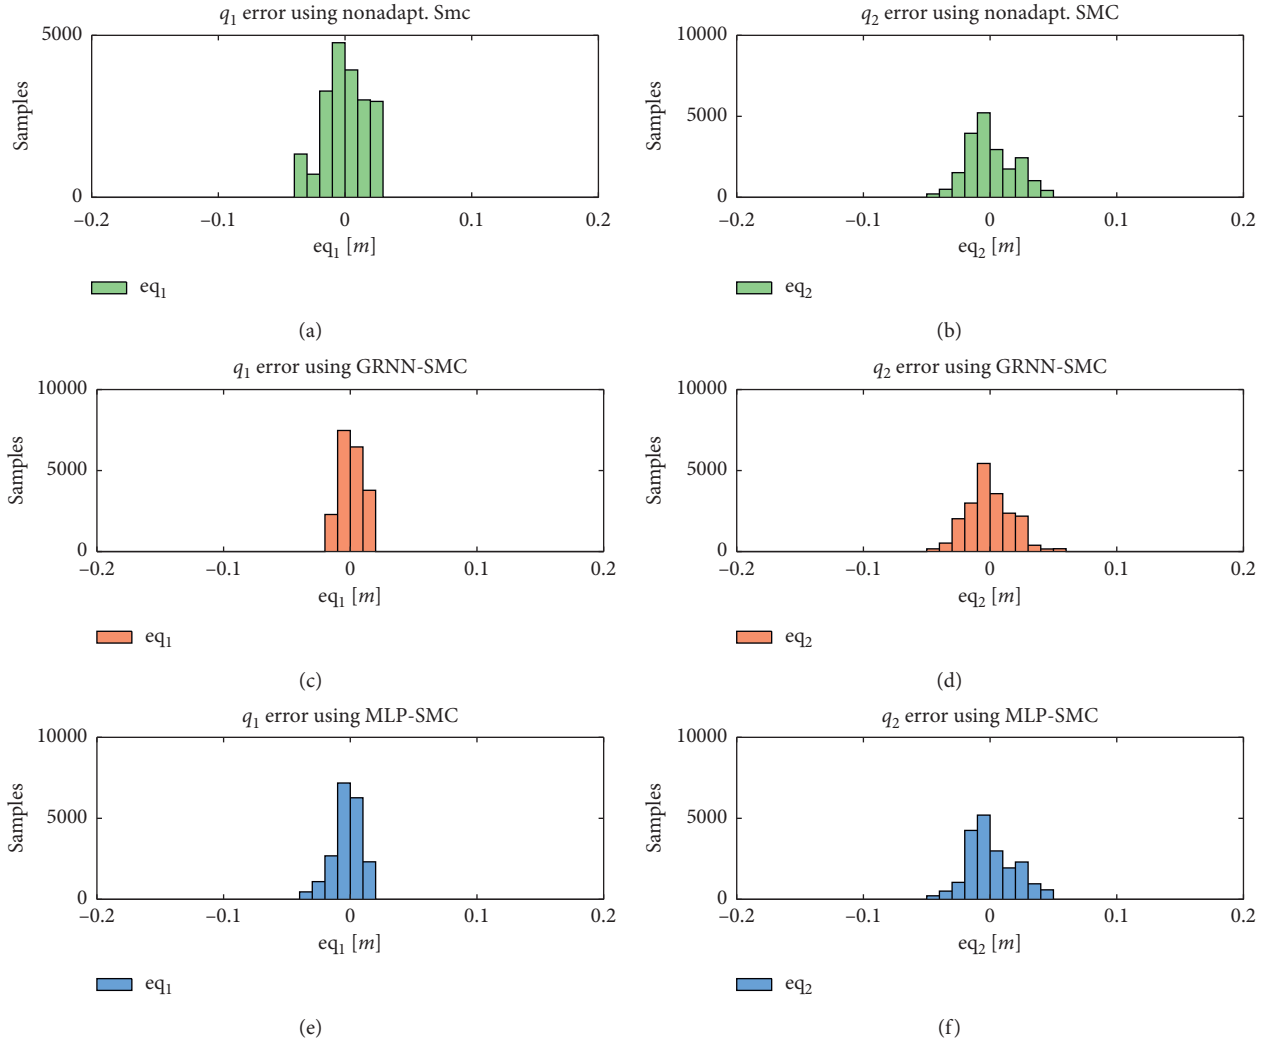 q1 error using nonadapt. Smc
5000
0
Samples
−0.2 −0.1 0 0.1 0.2
eq1 [m]
eq1
(a)
q2 error using nonadapt. SMC
10000
5000
0
Samples
−0.2 −0.1 0 0.1 0.2
eq2 [m]
eq2
(b)
q1 error using GRNN-SMC
10000
5000
0
Samples
−0.2 −0.1 0 0.1 0.2
eq1 [m]
eq1
(c)
q2 error using GRNN-SMC
10000
5000
0
Samples
−0.2 −0.1 0 0.1 0.2
eq2 [m]
eq2
(d)
q1 error using MLP-SMC
10000
5000
0
Samples
−0.2 −0.1 0 0.1 0.2
eq1 [m]
eq1
(e)
q2 error using MLP-SMC
10000
5000
0
Samples
−0.2 −0.1 0 0.1 0.2
eq2 [m]
eq2
(f)